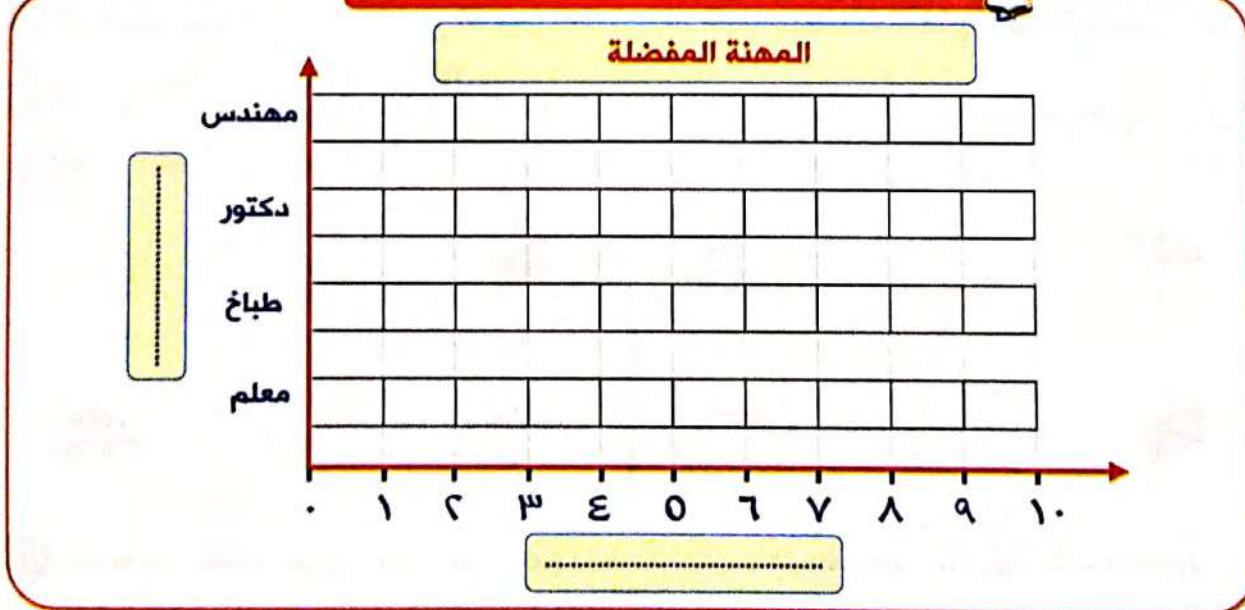 المهنة المفضلة
مهندس
دكتور
طباخ
معلم
٠ ١ ٢ ٣ ٤ ٥ ٦ ٧ ٨ ٩ ١٠